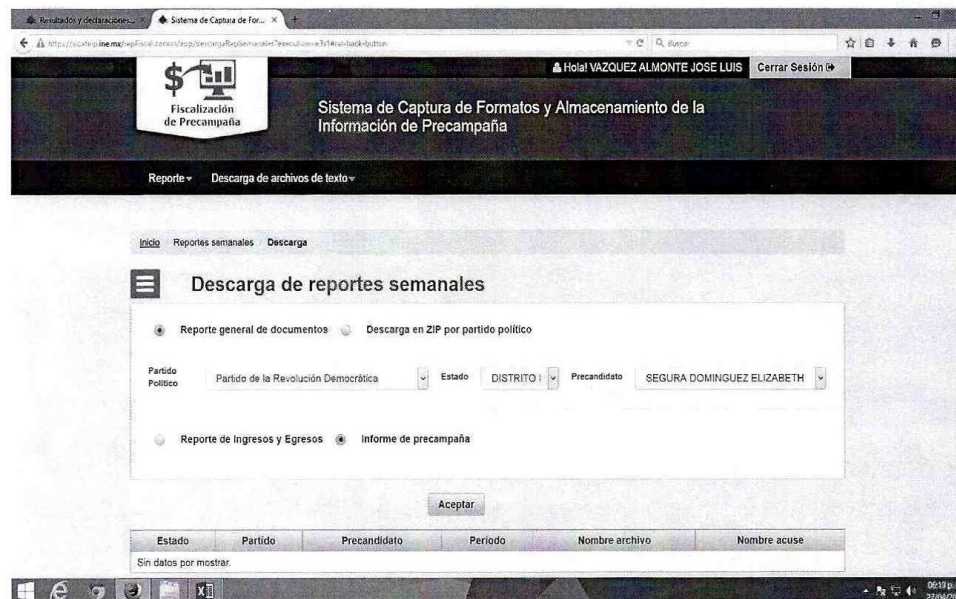 Resultados y declaraciones... × Sistema de Captura de For... × +
Hola! VAZQUEZ ALMONTE JOSE LUIS Cerrar Sesión
$
Fiscalización
de Precampaña
Sistema de Captura de Formatos y Almacenamiento de la
Información de Precampaña
Reporte Descarga de archivos de texto
Inicio Reportes semanales Descarga
Descarga de reportes semanales
Reporte general de documentos Descarga en ZIP por partido político
Partido
Político
Partido de la Revolución Democrática Estado DISTRITO Precandidato SEGURA DOMINGUEZ ELIZABETH
Reporte de Ingresos y Egresos Informe de precampaña
Aceptar
Estado Partido Precandidato Periodo Nombre archivo Nombre acuse
Sin datos por mostrar.
06:19 p.